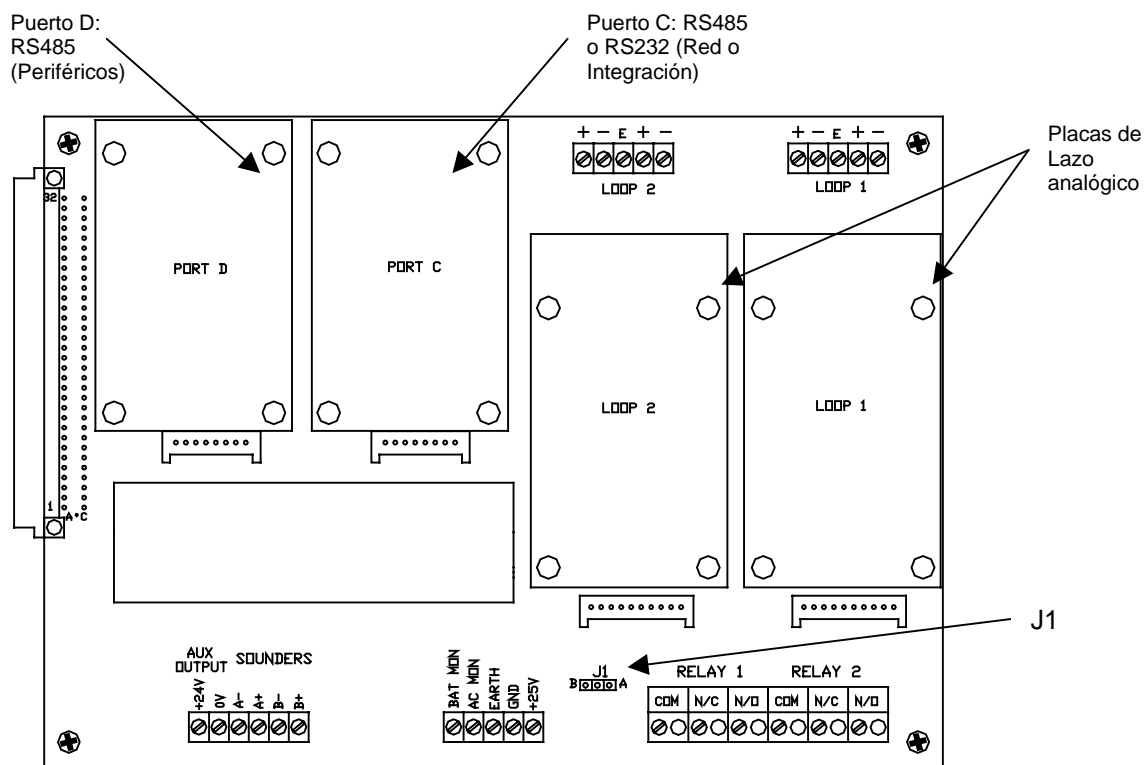 Puerto D:
RS485
(Periféricos)
Puerto C: RS485
o RS232 (Red o
Integración)
Placas de
Lazo
analógico
+ - E + -
LOOP 2
+ - E + -
LOOP 1
32
PORT D
PORT C
LOOP 2
LOOP 1
1
A C
J1
AUX
OUTPUT
SOUNDERS
+24V
0V
A-
A+
B-
B+
BAT MON
AC MON
EARTH
GND
+25V
J1
B A
RELAY 1 RELAY 2
COM N/C N/O COM N/C N/O